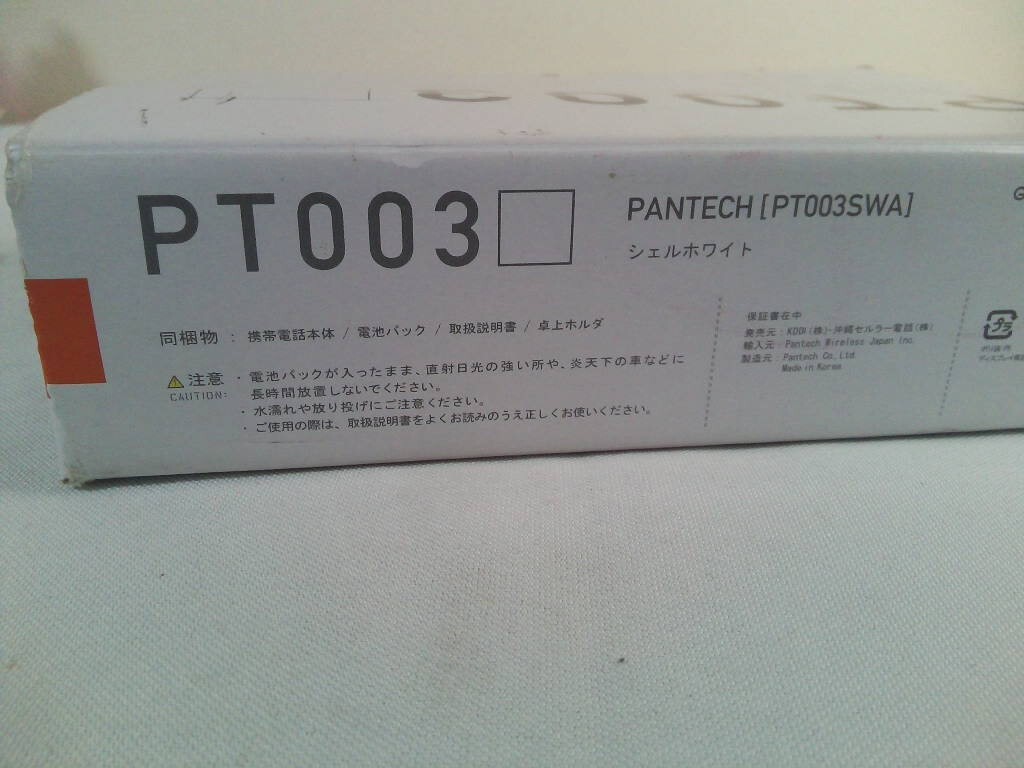 PT003
PANTECH [PT003SWA]
シェルホワイト
同梱物 : 携帯電話本体 / 電池パック / 取扱説明書 / 卓上ホルダ
注意
CAUTION:
・電池パックが入ったまま、直射日光の強い所や、炎天下の車などに
長時間放置しないでください。
・水濡れや放り投げにご注意ください。
・ご使用の際は、取扱説明書をよくお読みのうえ正しくお使いください。
保証書在中
発売元 : KDDI(株)・沖縄セルラー電話(株)
輸入元 : Pantech Wireless Japan Inc.
製造元 : Pantech Co., Ltd.
Made in Korea
プラ